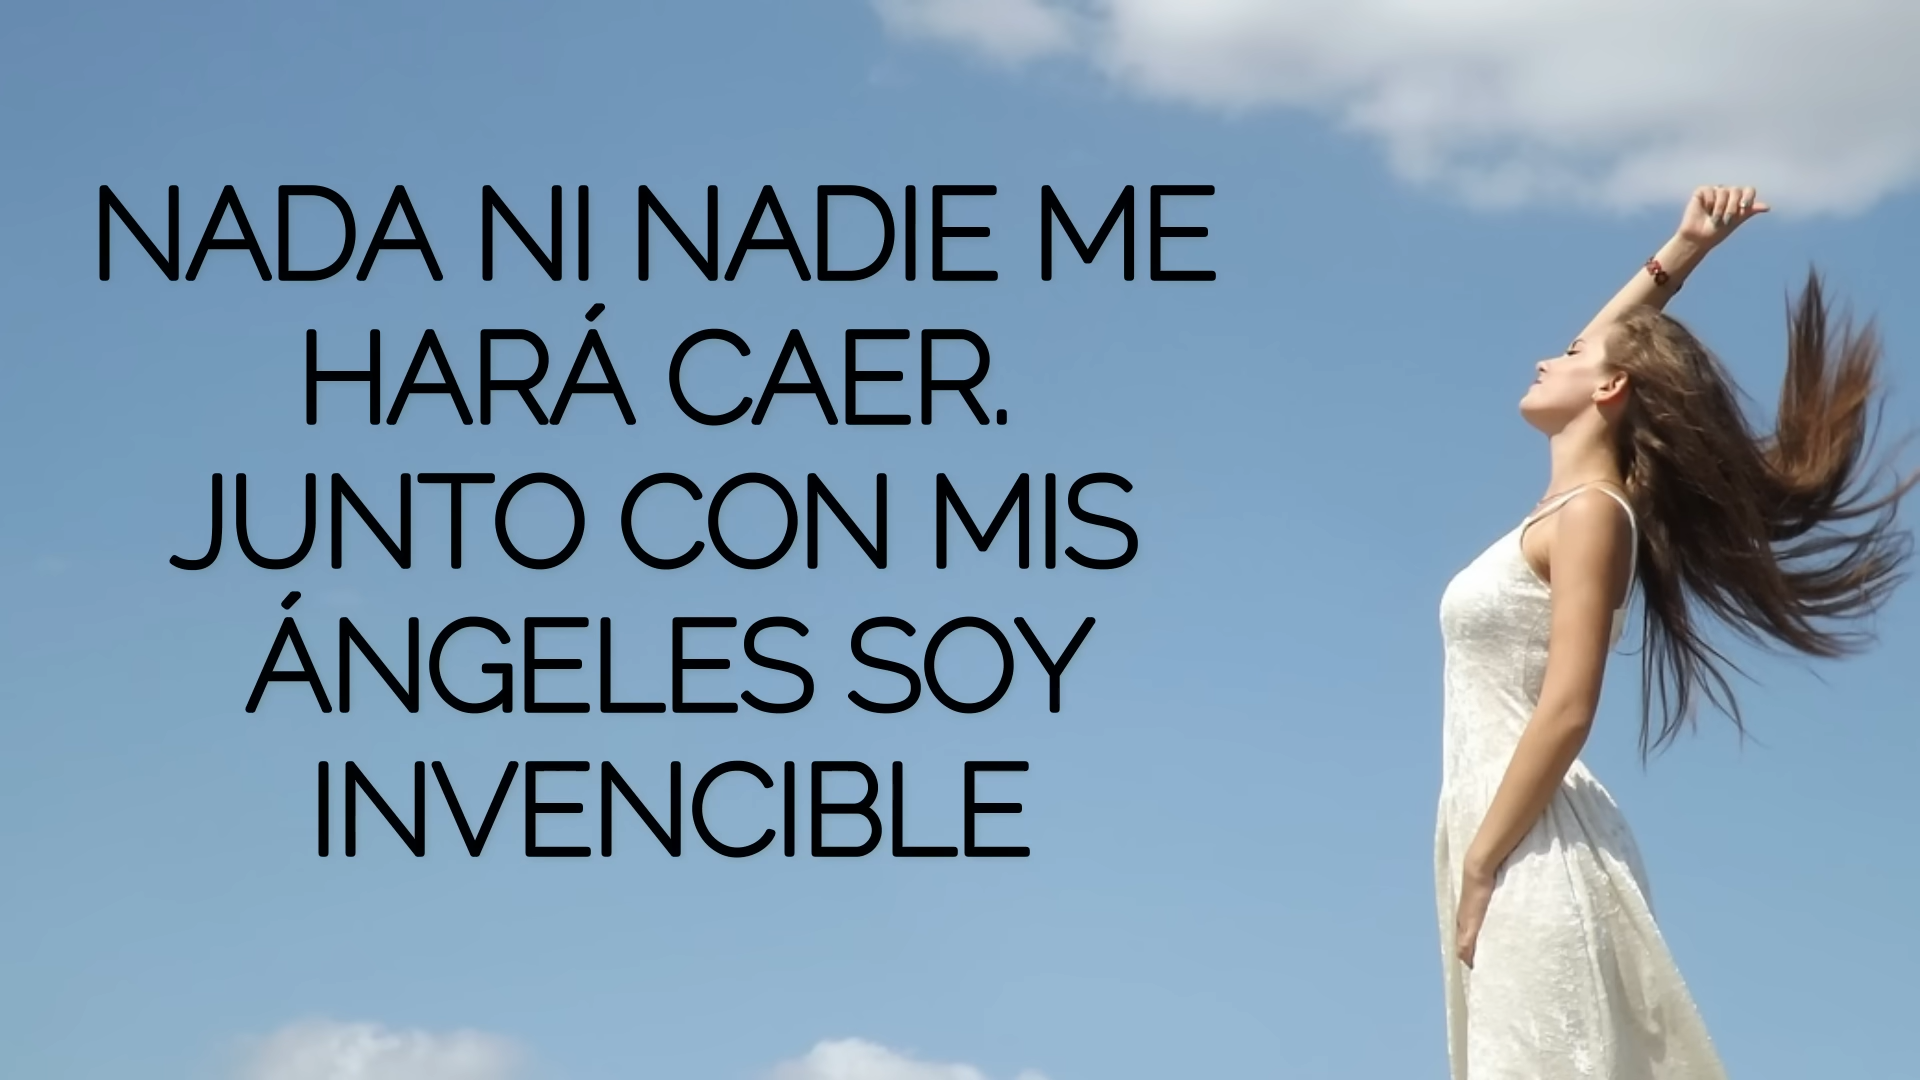 NADA NI NADIE ME
HARÁ CAER.
JUNTO CON MIS
ÁNGELES SOY
INVENCIBLE